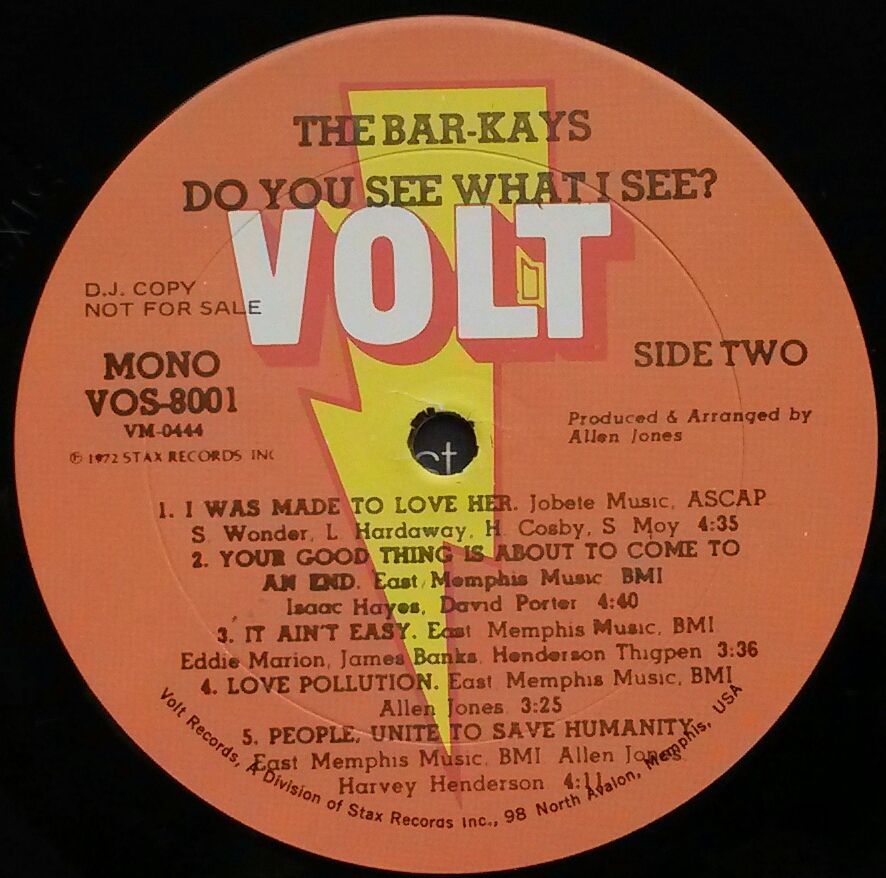 THE BAR-KAYS
DO YOU SEE WHAT I SEE?
VOLT
D.J. COPY
NOT FOR SALE
MONO
VOS-8001
VM-0444
℗ 1972 STAX RECORDS INC
SIDE TWO
Produced & Arranged by
Allen Jones
1. I WAS MADE TO LOVE HER. Jobete Music, ASCAP
S. Wonder, L. Hardaway, H. Cosby, S. Moy 4:35
2. YOUR GOOD THING IS ABOUT TO COME TO
AN END. East Memphis Music BMI
Isaac Hayes, David Porter 4:40
3. IT AIN'T EASY. East Memphis Music, BMI
Eddie Marion, James Banks, Henderson Thigpen 3:36
4. LOVE POLLUTION. East Memphis Music, BMI
Allen Jones 3:25
5. PEOPLE, UNITE TO SAVE HUMANITY.
East Memphis Music, BMI Allen Jones
Harvey Henderson 4:11
Volt Records, A Division of Stax Records Inc., 98 North Avalon, Memphis, USA